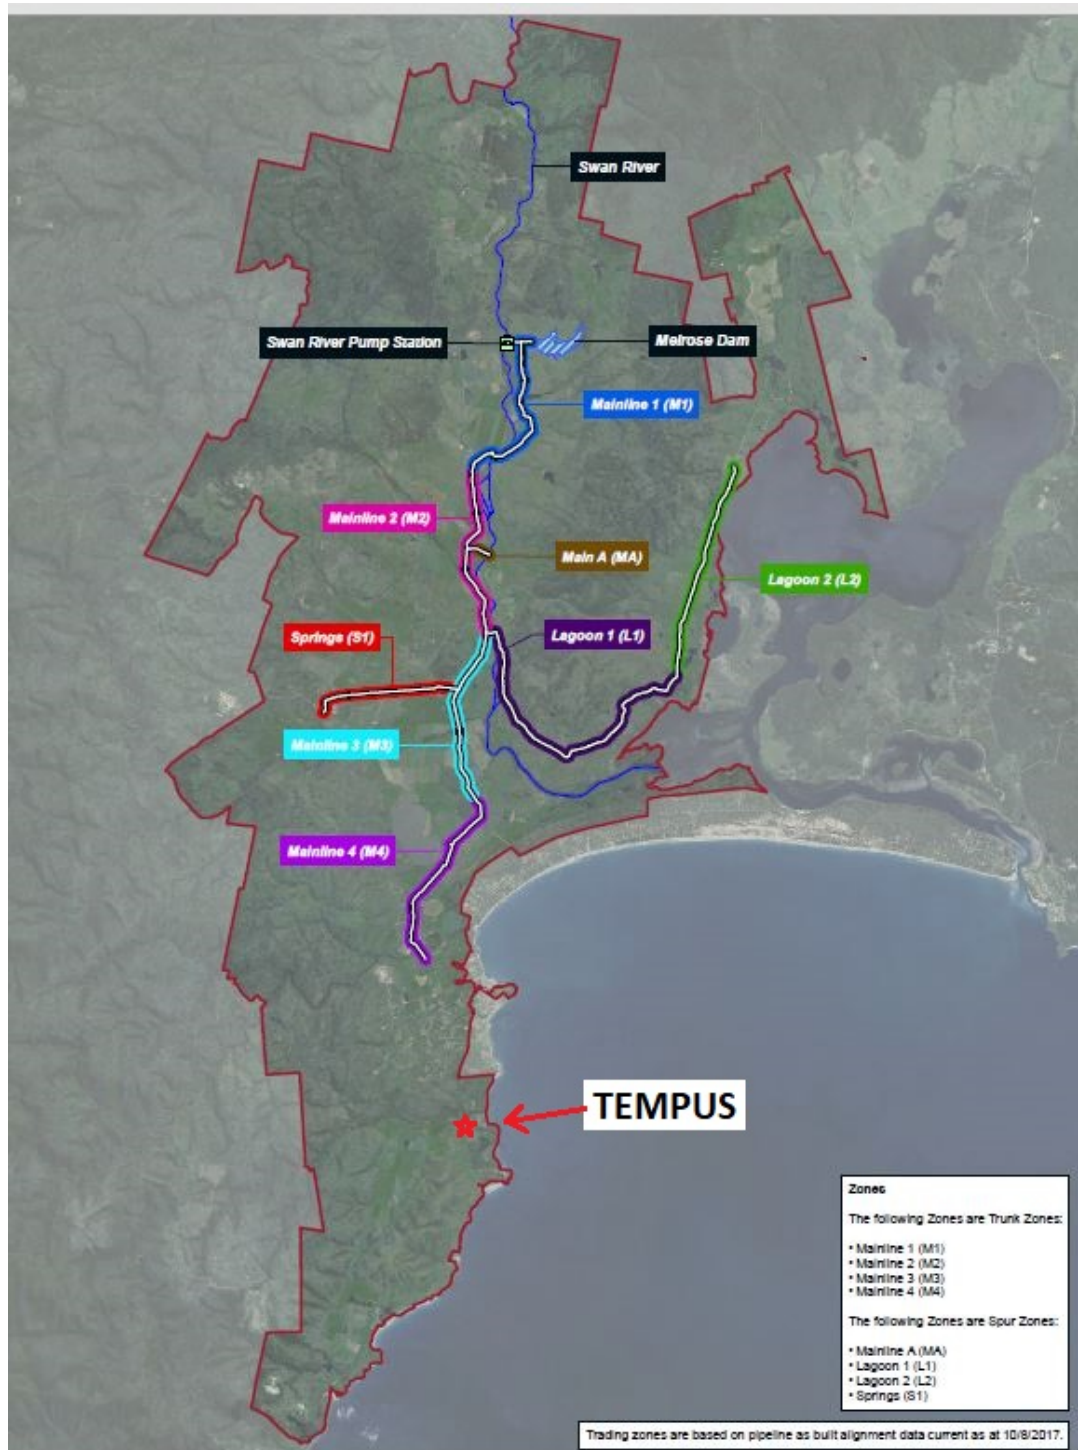 Swan River
Swan River Pump Station
Melrose Dam
Mainline 1 (M1)
Mainline 2 (M2)
Main A (MA)
Lagoon 2 (L2)
Springs (S1)
Lagoon 1 (L1)
Mainline 3 (M3)
Mainline 4 (M4)
TEMPUS
Zones
The following Zones are Trunk Zones:
• Mainline 1 (M1)
• Mainline 2 (M2)
• Mainline 3 (M3)
• Mainline 4 (M4)
The following Zones are Spur Zones:
• Mainline A (MA)
• Lagoon 1 (L1)
• Lagoon 2 (L2)
• Springs (S1)
Trading zones are based on pipeline as built alignment data current as at 10/8/2017.